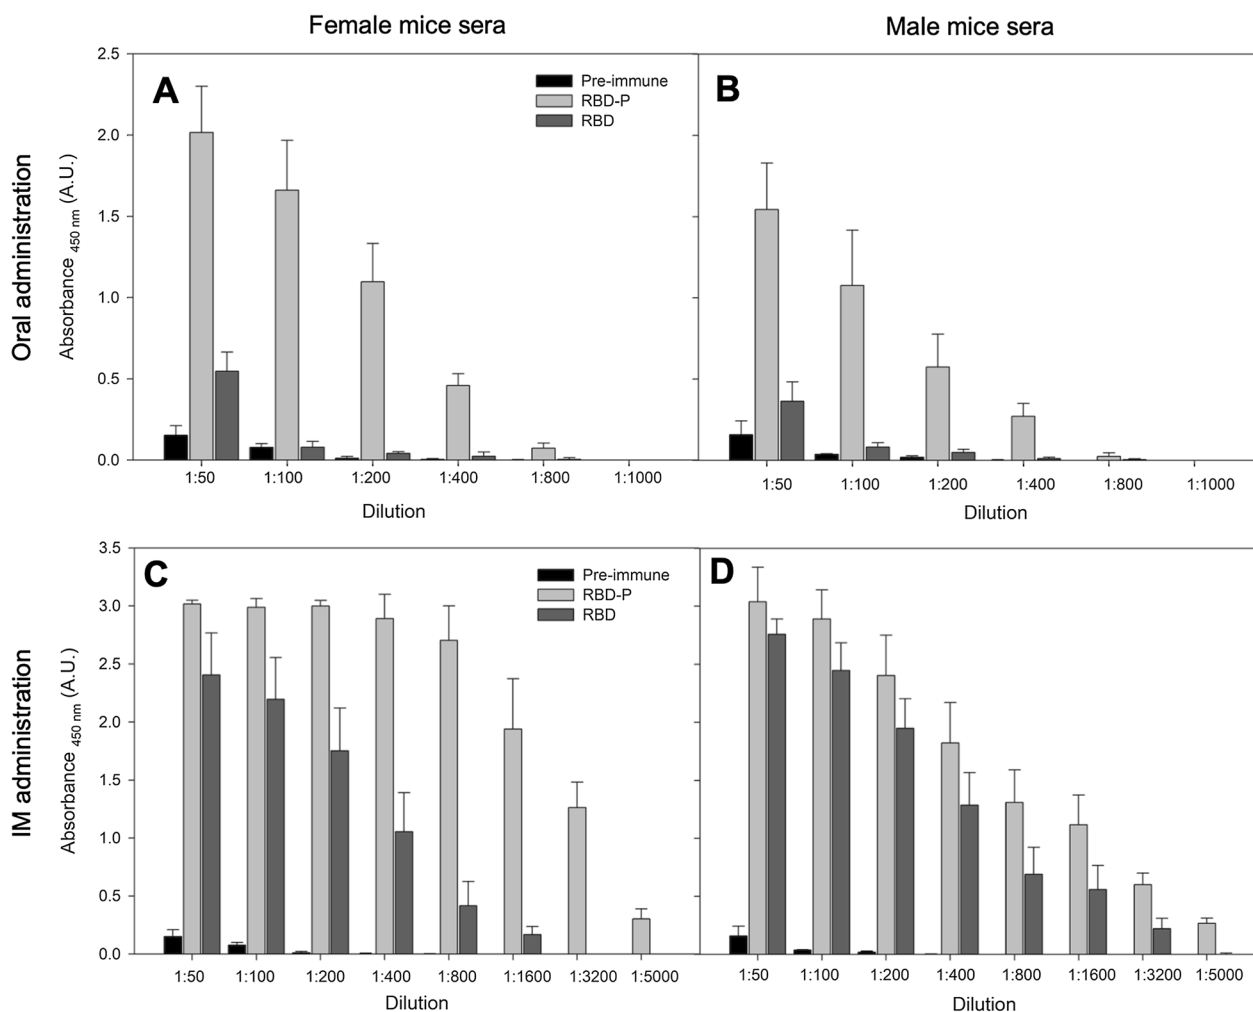 Female mice sera
Male mice sera
Oral administration
Absorbance 450 nm (A.U.)
2.5
2.0
1.5
1.0
0.5
0.0
A
Pre-immune
RBD-P
RBD
1:50 1:100 1:200 1:400 1:800 1:1000
Dilution
B
1:50 1:100 1:200 1:400 1:800 1:1000
Dilution
IM administration
Absorbance 450 nm (A.U.)
3.5
3.0
2.5
2.0
1.5
1.0
0.5
0.0
C
Pre-immune
RBD-P
RBD
1:50 1:100 1:200 1:400 1:800 1:1600 1:3200 1:5000
Dilution
D
1:50 1:100 1:200 1:400 1:800 1:1600 1:3200 1:5000
Dilution